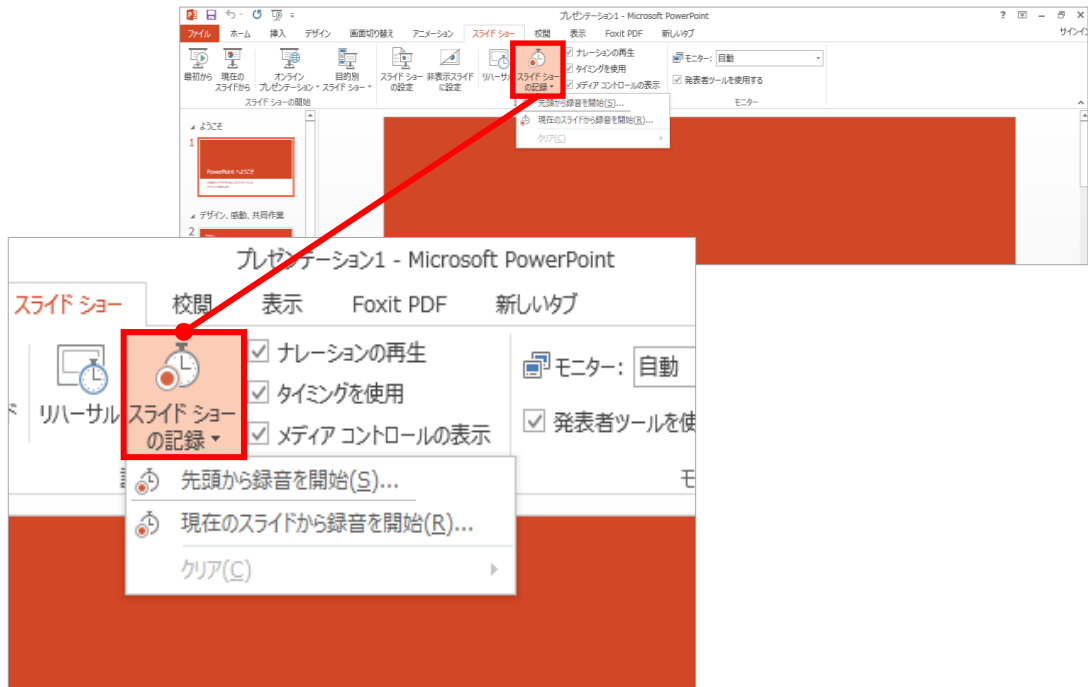 プレゼンテーション1 - Microsoft PowerPoint
ファイル ホーム 挿入 デザイン 画面切り替え アニメーション スライド ショー 校閲 表示 Foxit PDF 新しいタブ サインイン
最初から 現在の スライドから オンライン プレゼンテーション 目的別 スライド ショー スライド ショー の設定 非表示スライド に設定 リハーサル スライド ショー の記録
ナレーションの再生
タイミングを使用
メディア コントロールの表示
モニター: 自動
発表者ツールを使用する
スライド ショーの開始 モニター
先頭から録音を開始(S)...
現在のスライドから録音を開始(R)...
クリア(C)
ようこそ
1
PowerPoint へようこそ
デザイン、感動、共同作業
2
プレゼンテーション1 - Microsoft PowerPoint
スライド ショー 校閲 表示 Foxit PDF 新しいタブ
リハーサル
スライド ショー
の記録
ナレーションの再生
タイミングを使用
メディア コントロールの表示
モニター: 自動
発表者ツールを使
モ
先頭から録音を開始(S)...
現在のスライドから録音を開始(R)...
クリア(C)